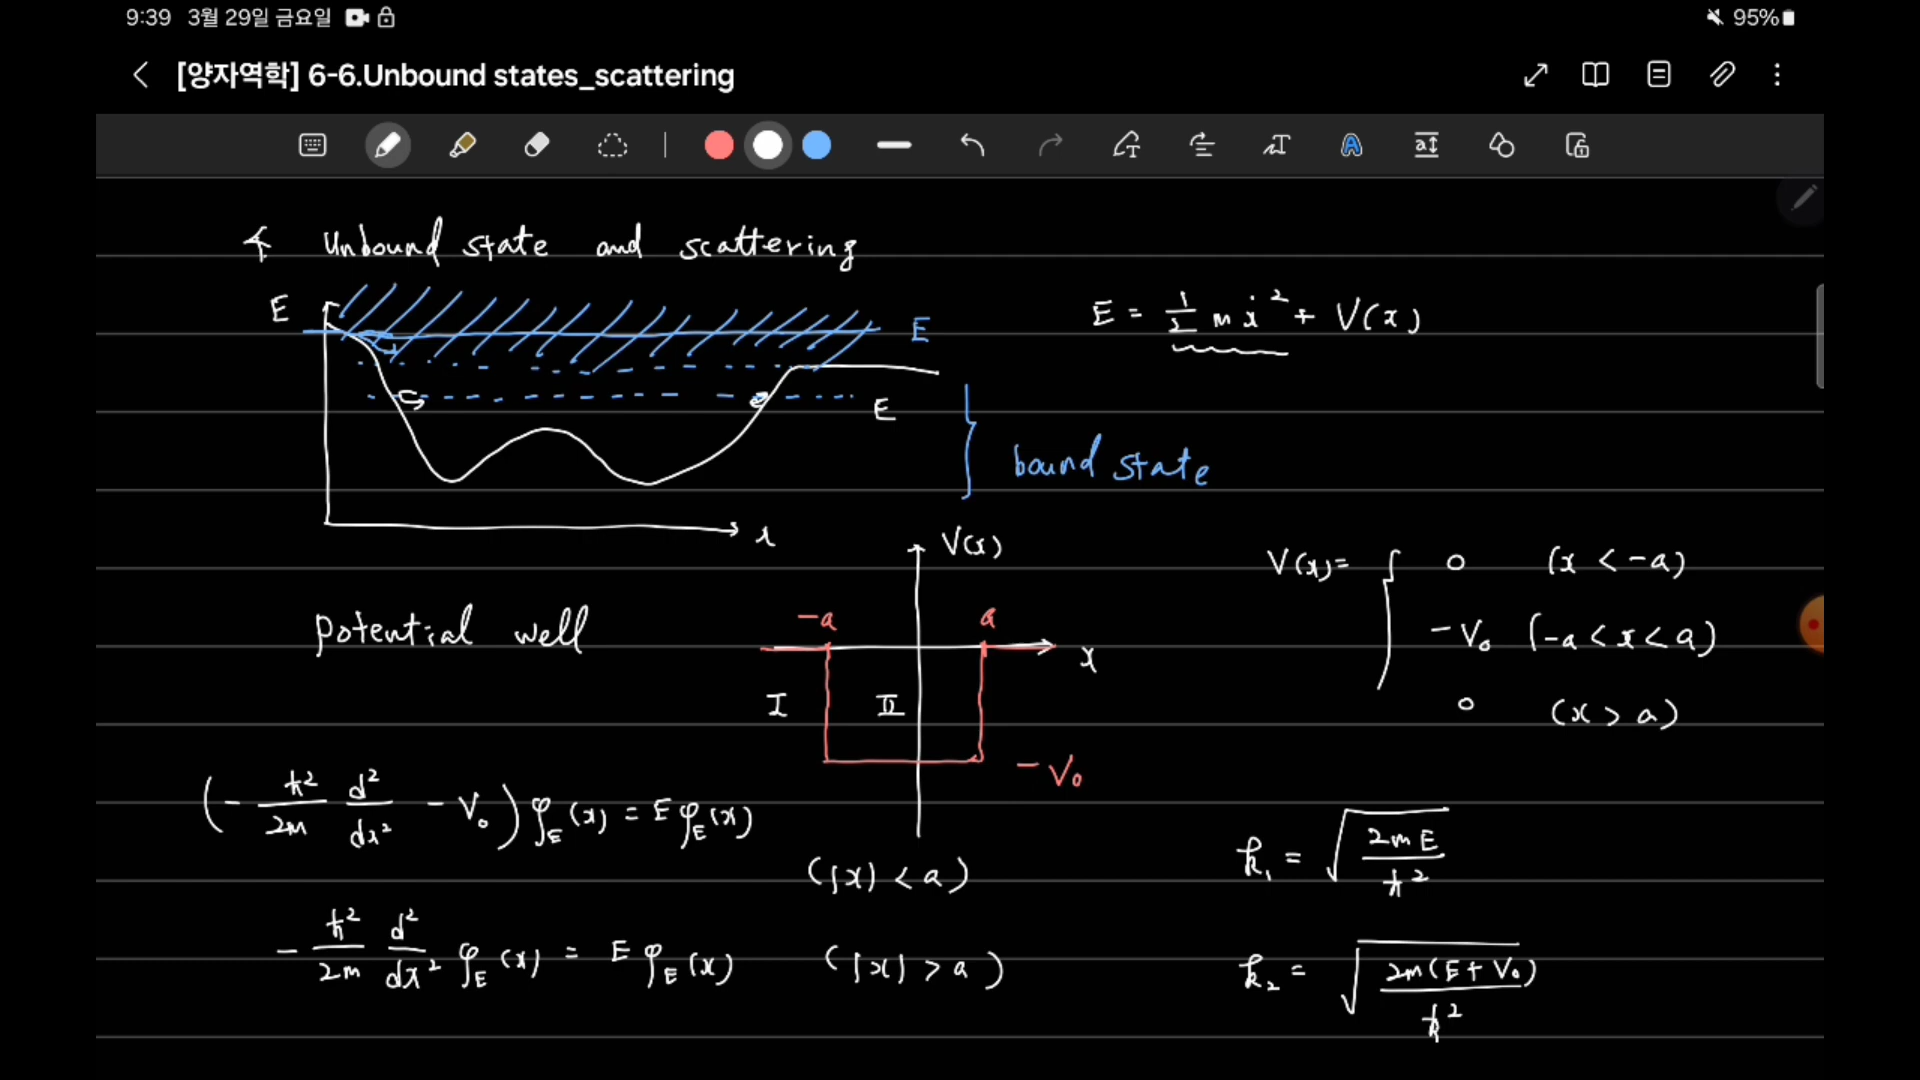 9:39 3월 29일 금요일
95%
[양자역학] 6-6.Unbound states_scattering
Unbound state and scattering
E
E
E = 1/2 m ẋ² + V(x)
E
bound state
x
V(x)
V(x)= { 0 (x < -a)
-V₀ (-a < x < a)
0 (x > a)
potential well
-a
a
x
I
II
-V₀
(-ħ²/2m d²/dx² - V₀) φ_E(x) = E φ_E(x) (|x| < a)
k₁ = √(2mE/ħ²)
-ħ²/2m d²/dx² φ_E(x) = E φ_E(x) (|x| > a)
k₂ = √(2m(E+V₀)/ħ²)